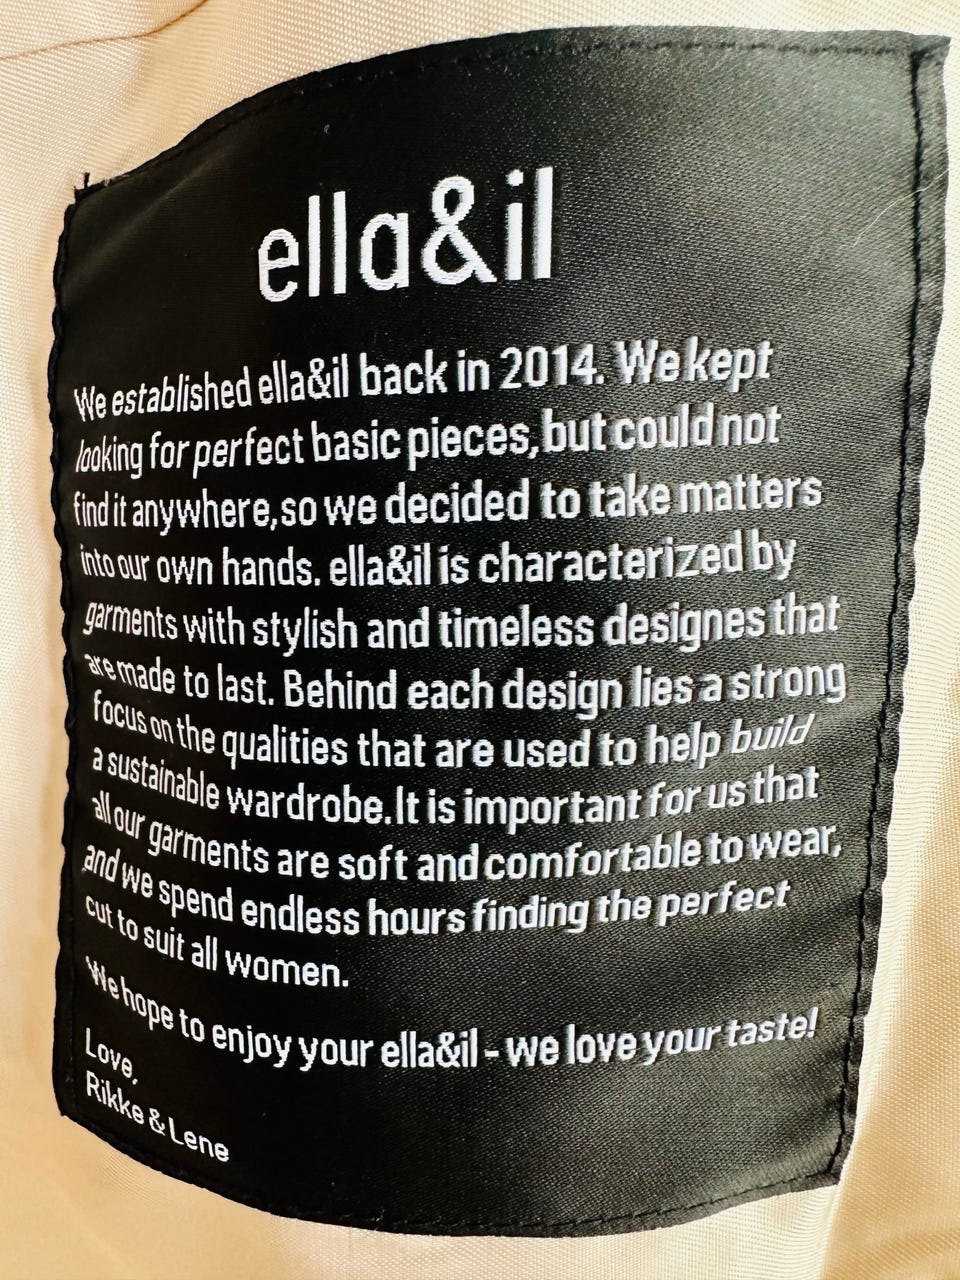 ella&il
We established ella&il back in 2014. We kept
looking for perfect basic pieces, but could not
find it anywhere, so we decided to take matters
into our own hands. ella&il is characterized by
garments with stylish and timeless designes that
are made to last. Behind each design lies a strong
focus on the qualities that are used to help build
a sustainable wardrobe. It is important for us that
all our garments are soft and comfortable to wear,
and we spend endless hours finding the perfect
cut to suit all women.
We hope to enjoy your ella&il - we love your taste!
Love,
Rikke & Lene